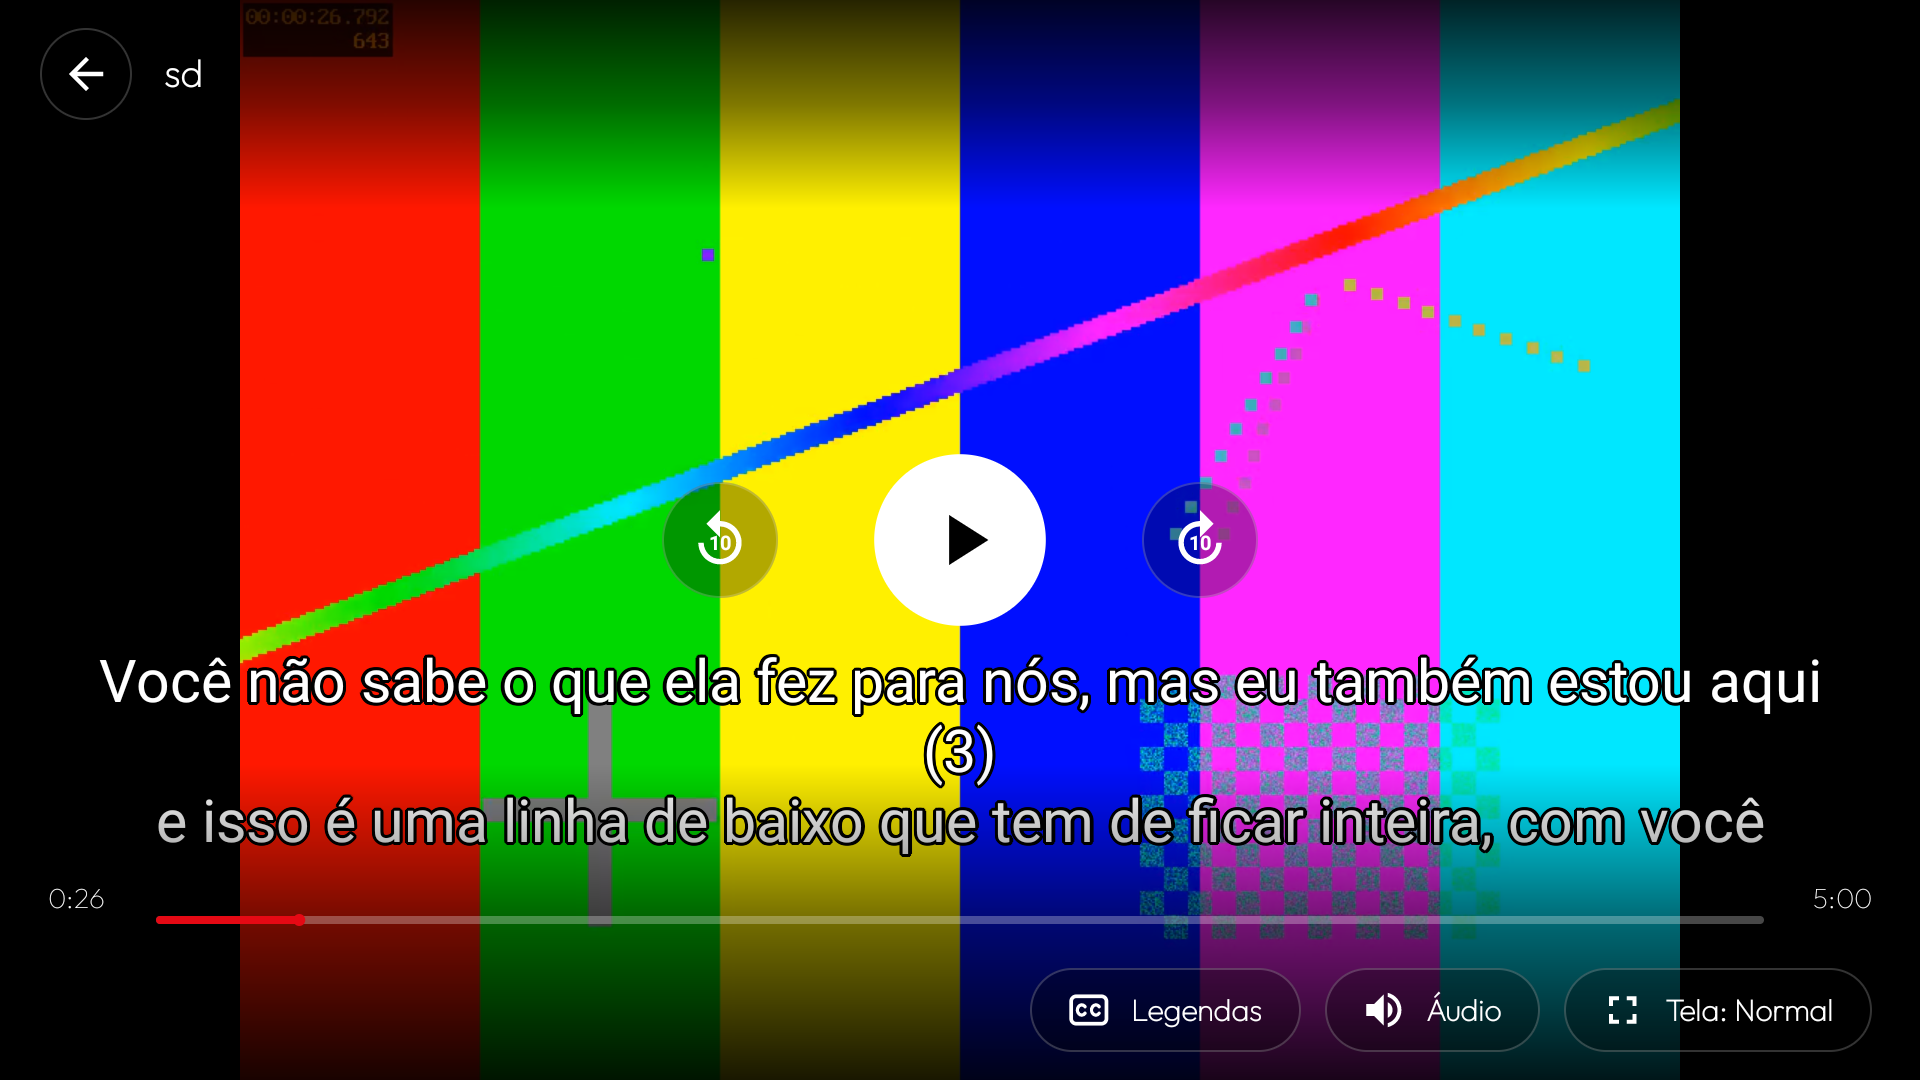 00:00:26.792
643
sd
10
10
Você não sabe o que ela fez para nós, mas eu também estou aqui
(3)
e isso é uma linha de baixo que tem de ficar inteira, com você
0:26
5:00
CC Legendas
Áudio
Tela: Normal